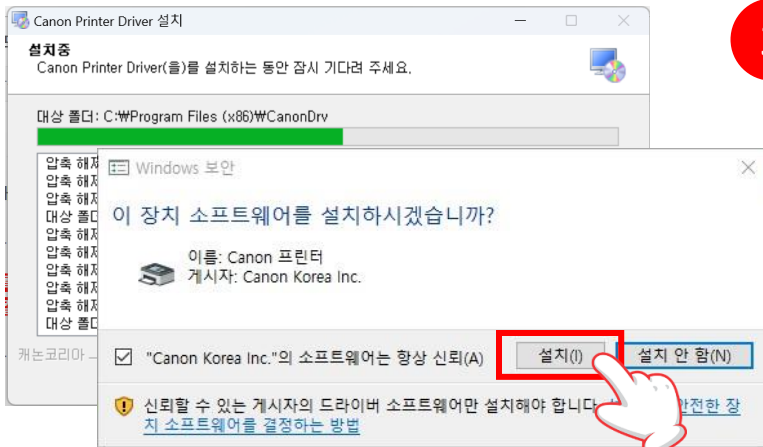 Canon Printer Driver 설치
설치중
Canon Printer Driver(을)를 설치하는 동안 잠시 기다려 주세요.
대상 폴더: C:₩Program Files (x86)₩CanonDrv
압축 해제
압축 해제
압축 해제
대상 폴더
압축 해제
압축 해제
압축 해제
압축 해제
압축 해제
대상 폴더
캐논코리아
Windows 보안
이 장치 소프트웨어를 설치하시겠습니까?
이름: Canon 프린터
게시자: Canon Korea Inc.
"Canon Korea Inc."의 소프트웨어는 항상 신뢰(A)
설치(I)
설치 안 함(N)
신뢰할 수 있는 게시자의 드라이버 소프트웨어만 설치해야 합니다. 안전한 장
치 소프트웨어를 결정하는 방법